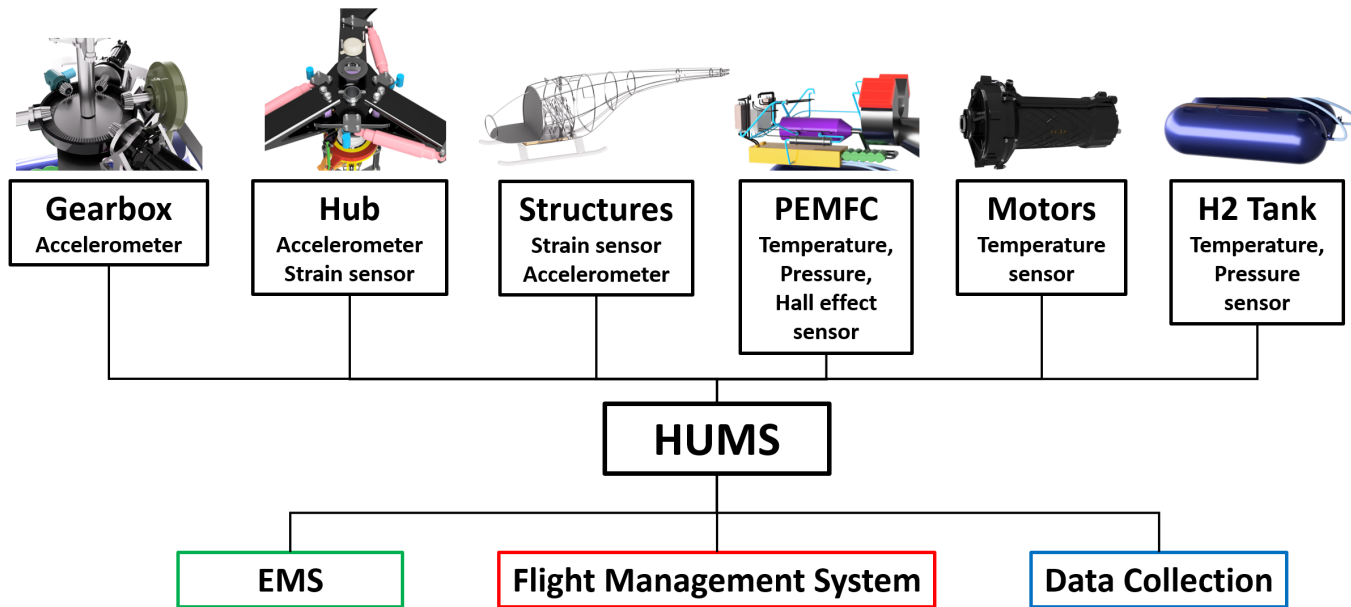 Gearbox
Accelerometer
Hub
Accelerometer
Strain sensor
Structures
Strain sensor
Accelerometer
PEMFC
Temperature,
Pressure,
Hall effect
sensor
Motors
Temperature
sensor
H2 Tank
Temperature,
Pressure
sensor
HUMS
EMS
Flight Management System
Data Collection